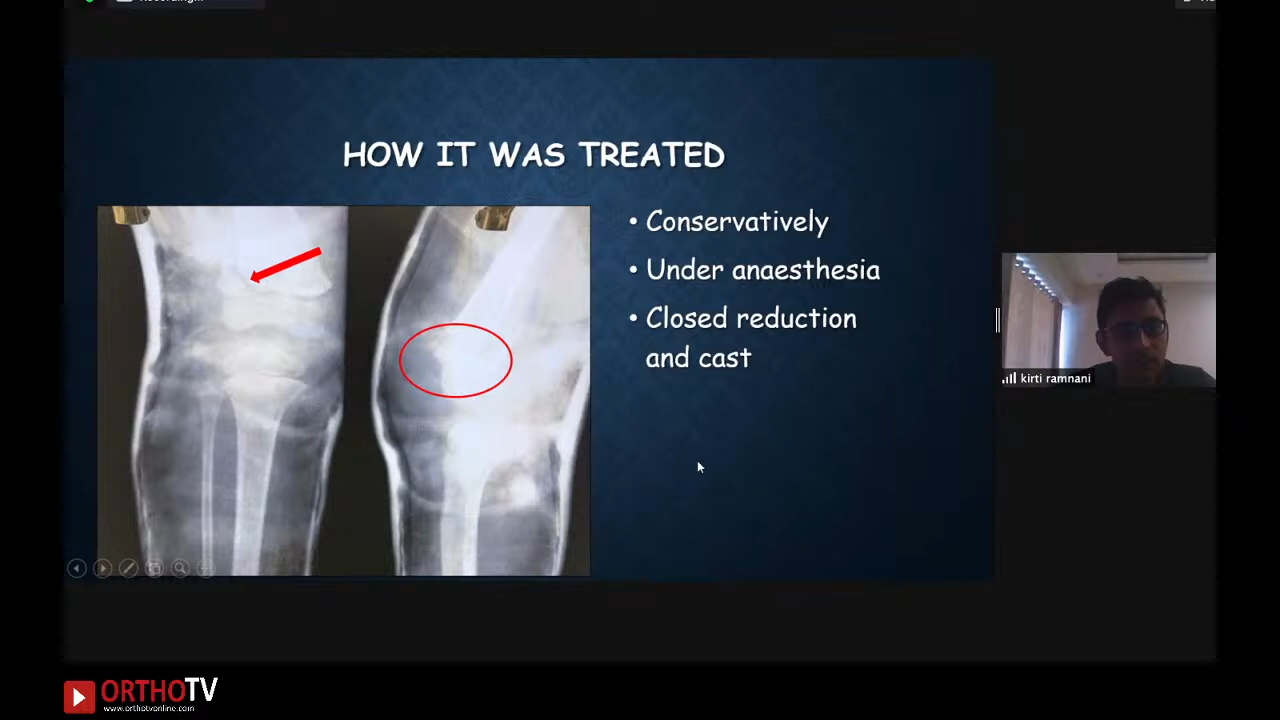 HOW IT WAS TREATED
• Conservatively
• Under anaesthesia
• Closed reduction
and cast
kirti ramnani
ORTHOTV
www.orthotvonline.com